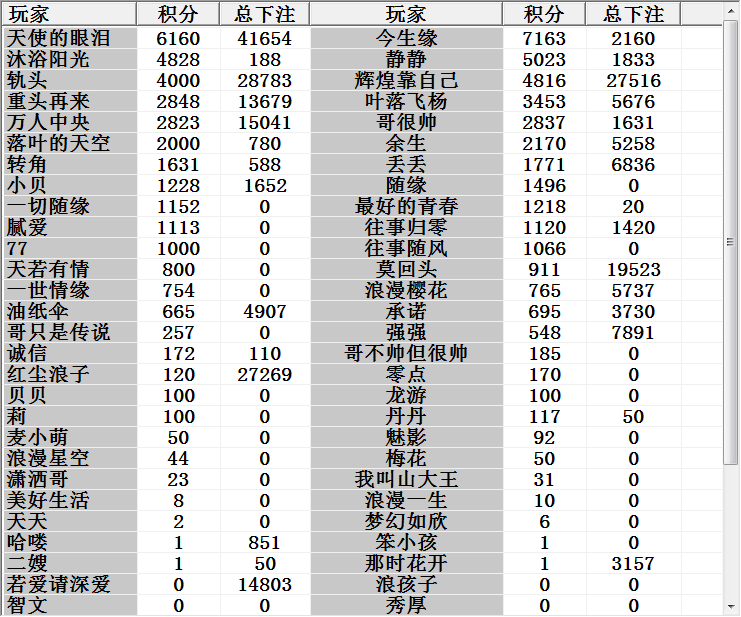 玩家 积分 总下注 玩家 积分 总下注
天使的眼泪 6160 41654 今生缘 7163 2160
沐浴阳光 4828 188 静静 5023 1833
轨头 4000 28783 辉煌靠自己 4816 27516
重头再来 2848 13679 叶落飞杨 3453 5676
万人中央 2823 15041 哥很帅 2837 1631
落叶的天空 2000 780 余生 2170 5258
转角 1631 588 丢丢 1771 6836
小贝 1228 1652 随缘 1496 0
一切随缘 1152 0 最好的青春 1218 20
腻爱 1113 0 往事归零 1120 1420
77 1000 0 往事随风 1066 0
天若有情 800 0 莫回头 911 19523
一世情缘 754 0 浪漫樱花 765 5737
油纸伞 665 4907 承诺 695 3730
哥只是传说 257 0 强强 548 7891
诚信 172 110 哥不帅但很帅 185 0
红尘浪子 120 27269 零点 170 0
贝贝 100 0 龙游 100 0
莉 100 0 丹丹 117 50
麦小萌 50 0 魅影 92 0
浪漫星空 44 0 梅花 50 0
潇洒哥 23 0 我叫山大王 31 0
美好生活 8 0 浪漫一生 10 0
天天 2 0 梦幻如欣 6 0
哈喽 1 851 笨小孩 1 0
二嫂 1 50 那时花开 1 3157
若爱请深爱 0 14803 浪孩子 0 0
智文 0 0 秀厚 0 0